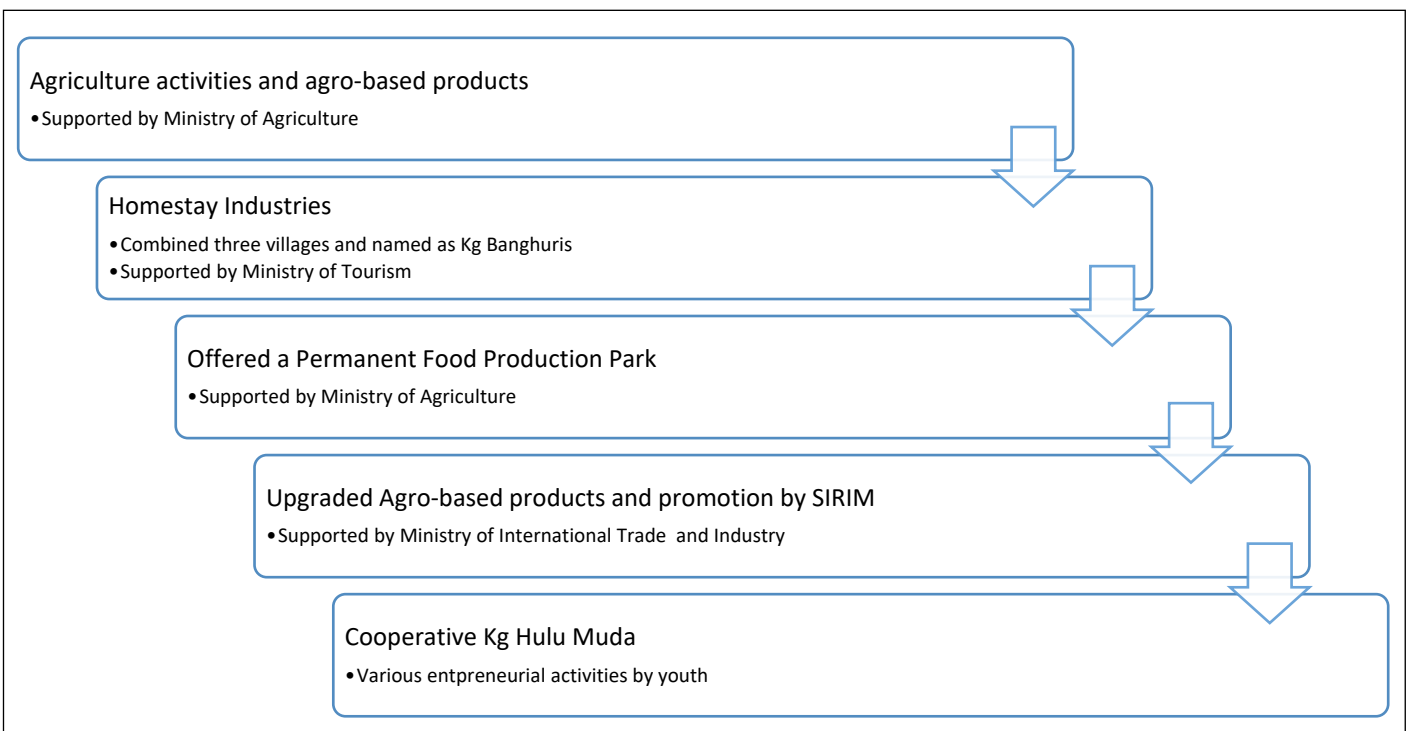 Agriculture activities and agro-based products
•Supported by Ministry of Agriculture
Homestay Industries
•Combined three villages and named as Kg Banghuris
•Supported by Ministry of Tourism
Offered a Permanent Food Production Park
•Supported by Ministry of Agriculture
Upgraded Agro-based products and promotion by SIRIM
•Supported by Ministry of International Trade  and Industry
Cooperative Kg Hulu Muda
•Various entpreneurial activities by youth